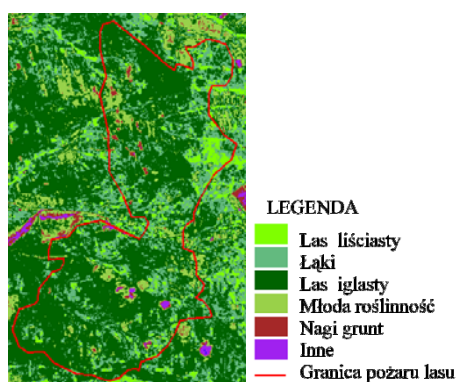 LEGENDA
Las liściasty
Łąki
Las iglasty
Młoda roślinność
Nagi grunt
Inne
Granica pożaru lasu